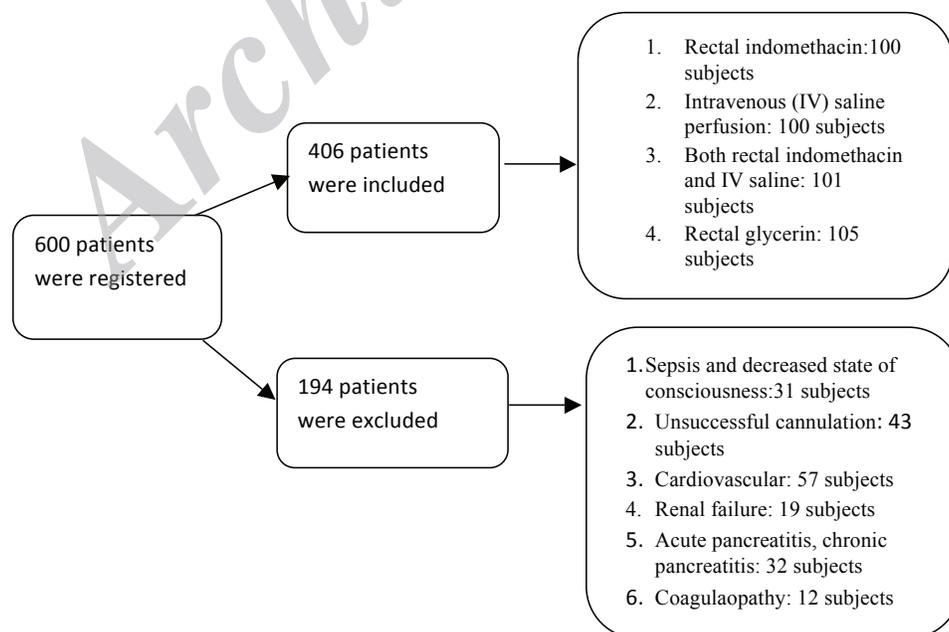 600 patients
were registered
406 patients
were included
1. Rectal indomethacin:100
subjects
2. Intravenous (IV) saline
perfusion: 100 subjects
3. Both rectal indomethacin
and IV saline: 101
subjects
4. Rectal glycerin: 105
subjects
194 patients
were excluded
1.Sepsis and decreased state of
consciousness:31 subjects
2. Unsuccessful cannulation: 43
subjects
3. Cardiovascular: 57 subjects
4. Renal failure: 19 subjects
5. Acute pancreatitis, chronic
pancreatitis: 32 subjects
6. Coagulaopathy: 12 subjects
Arch